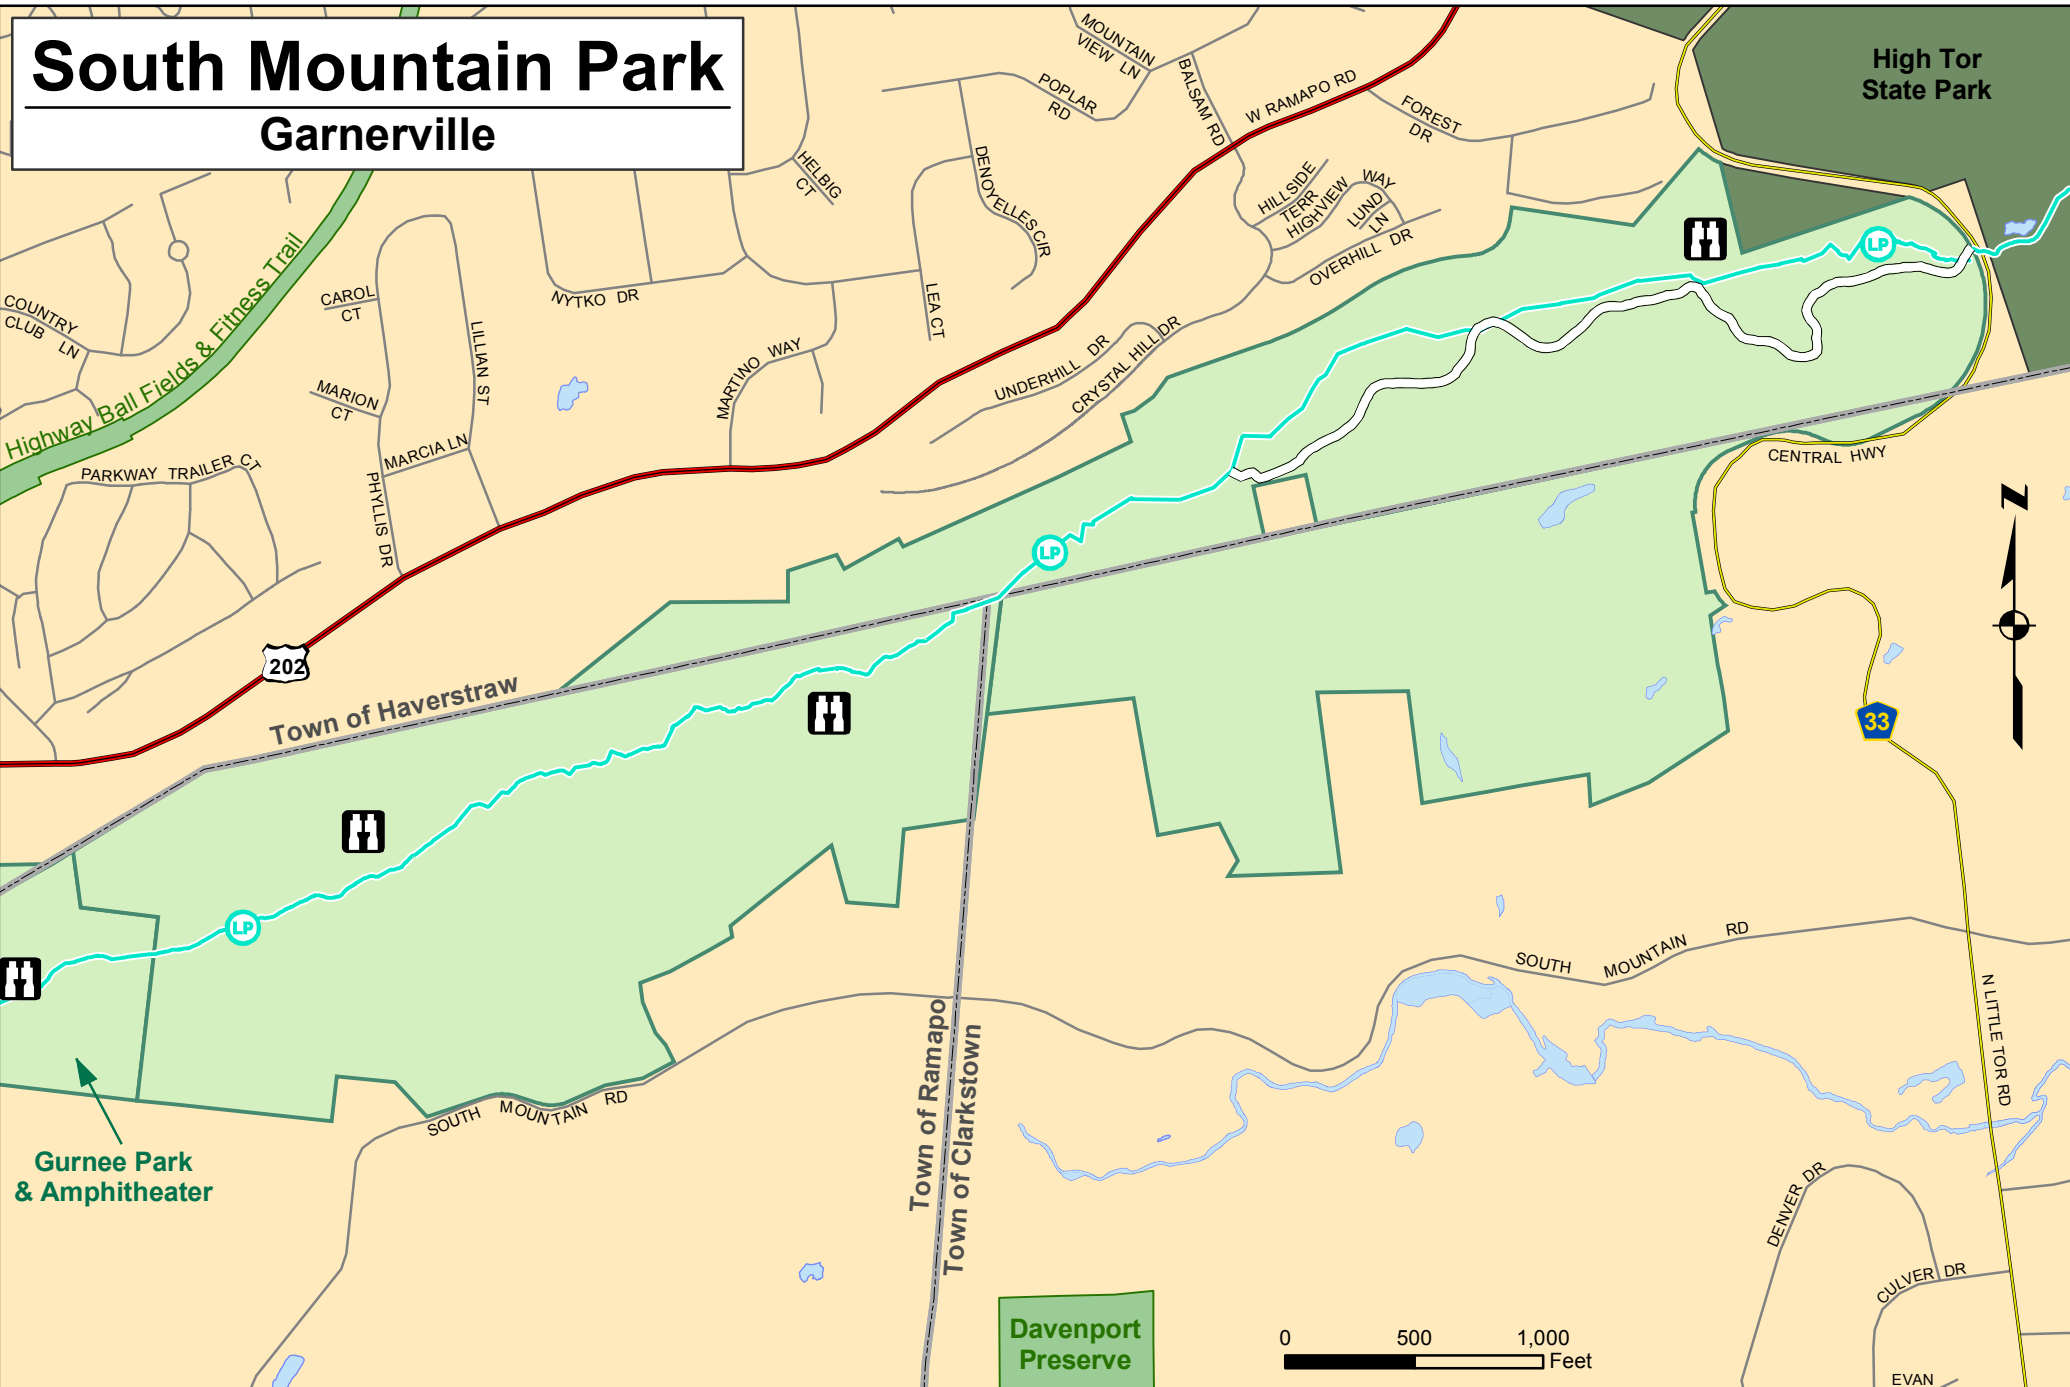 South Mountain Park
Garnerville
High Tor
State Park
MOUNTAIN
VIEW LN
POPLAR
RD
BALSAM RD
W RAMAPO RD
FOREST
DR
HELBIG
CT
DENOYELLES CIR
HILLSIDE
TERR
HIGHVIEW WAY
LUND
LN
OVERHILL DR
LP
Highway Ball Fields & Fitness Trail
COUNTRY
CLUB LN
CAROL
CT
LILLIAN ST
NYTKO DR
LEA CT
MARTINO WAY
UNDERHILL DR
CRYSTAL HILL DR
MARION
CT
MARCIA LN
PHYLLIS DR
PARKWAY TRAILER CT
CENTRAL HWY
N
LP
202
Town of Haverstraw
33
LP
SOUTH MOUNTAIN RD
N LITTLE TOR RD
Town of Ramapo
Town of Clarkstown
SOUTH MOUNTAIN RD
Gurnee Park
& Amphitheater
DENVER DR
CULVER DR
Davenport
Preserve
0 500 1,000
Feet
EVAN